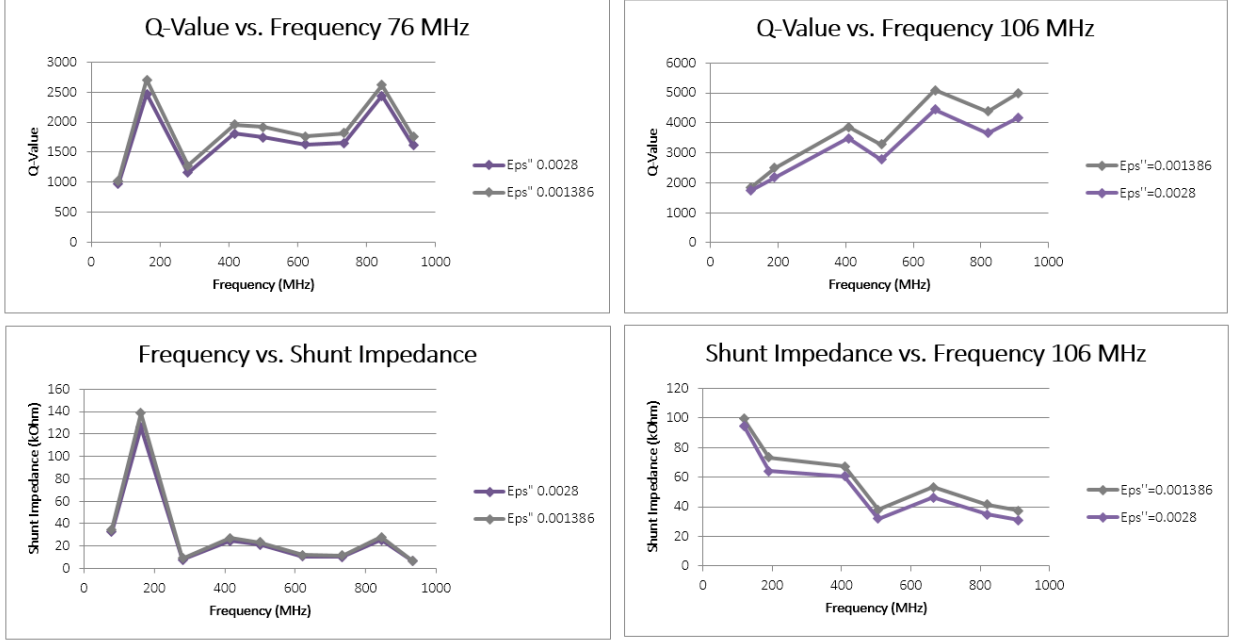 Q-Value vs. Frequency 76 MHz
3000
2500
2000
1500
1000
500
0
Q-Value
0 200 400 600 800 1000
Frequency (MHz)
Eps" 0.0028
Eps" 0.001386
Q-Value vs. Frequency 106 MHz
6000
5000
4000
3000
2000
1000
0
Q-Value
0 200 400 600 800 1000
Frequency (MHz)
Eps''=0.001386
Eps''=0.0028
Frequency vs. Shunt Impedance
160
140
120
100
80
60
40
20
0
Shunt Impedance (kOhm)
0 200 400 600 800 1000
Frequency (MHz)
Eps" 0.0028
Eps" 0.001386
Shunt Impedance vs. Frequency 106 MHz
120
100
80
60
40
20
0
Shunt Impedance (kOhm)
0 200 400 600 800 1000
Frequency (MHz)
Eps''=0.001386
Eps''=0.0028